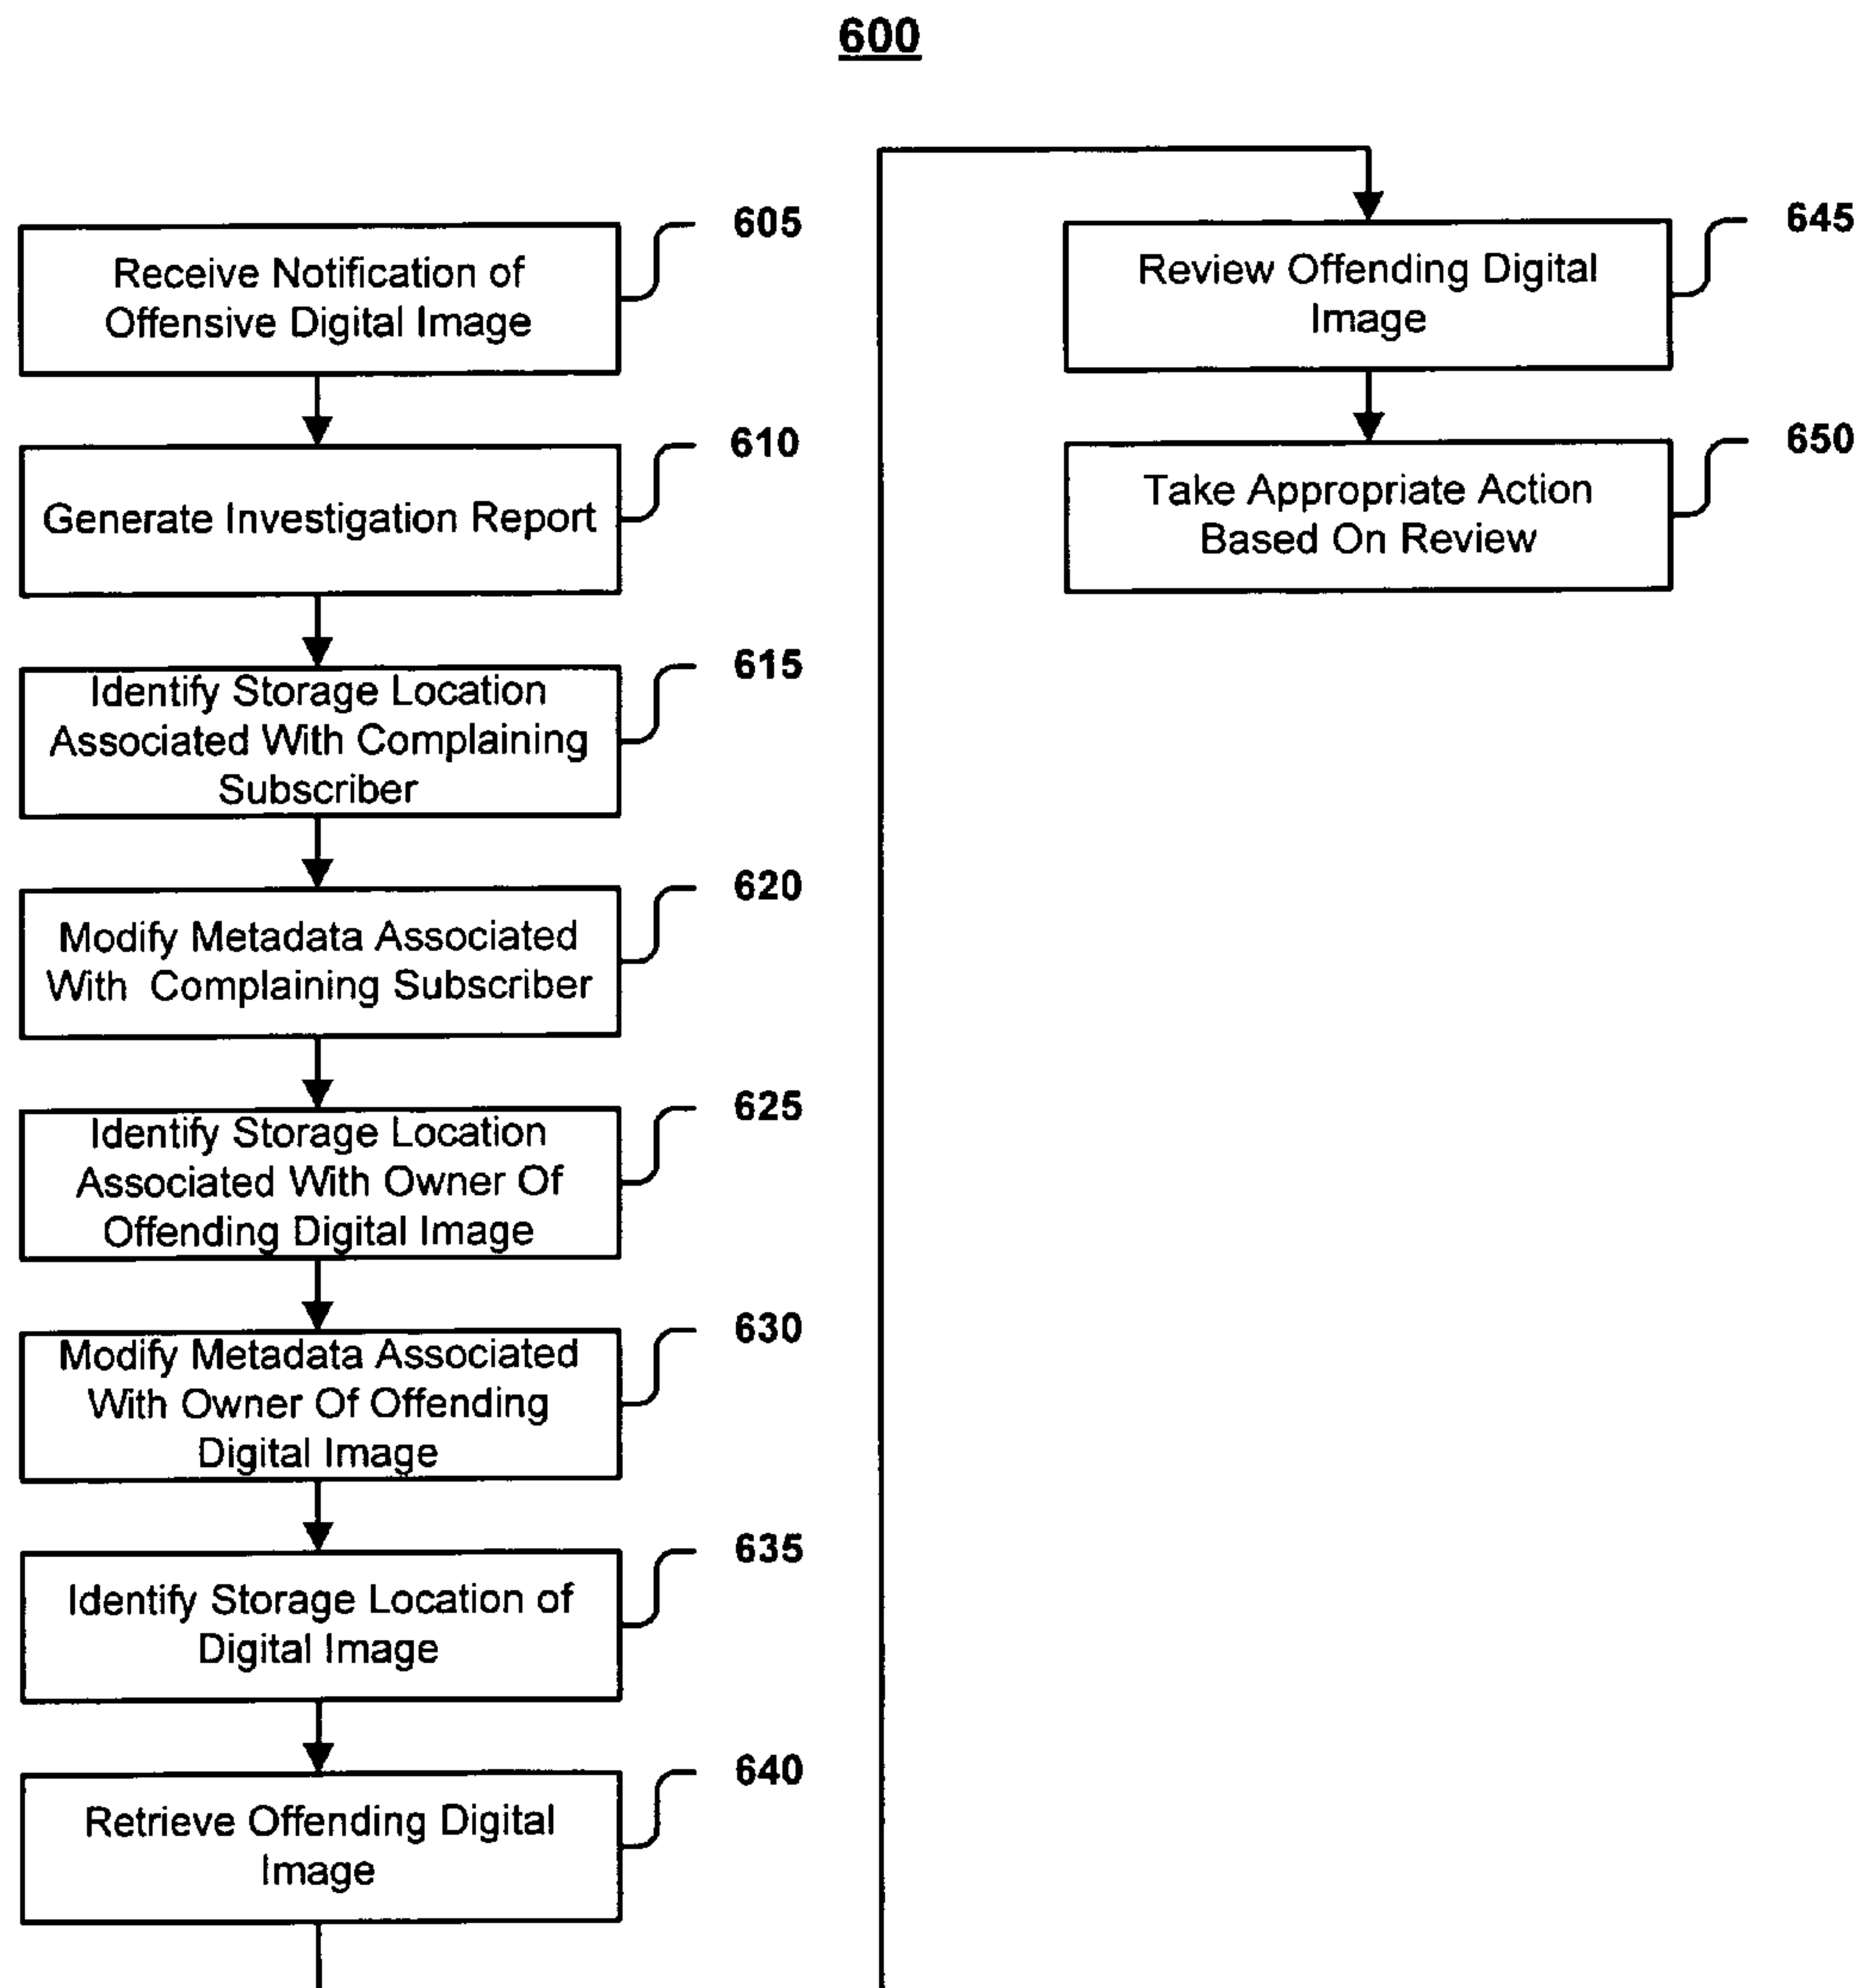 600
605
Receive Notification of
Offensive Digital Image
610
Generate Investigation Report
615
Identify Storage Location
Associated With Complaining
Subscriber
620
Modify Metadata Associated
With Complaining Subscriber
625
Identify Storage Location
Associated With Owner Of
Offending Digital Image
630
Modify Metadata Associated
With Owner Of Offending
Digital Image
635
Identify Storage Location of
Digital Image
640
Retrieve Offending Digital
Image
645
Review Offending Digital
Image
650
Take Appropriate Action
Based On Review